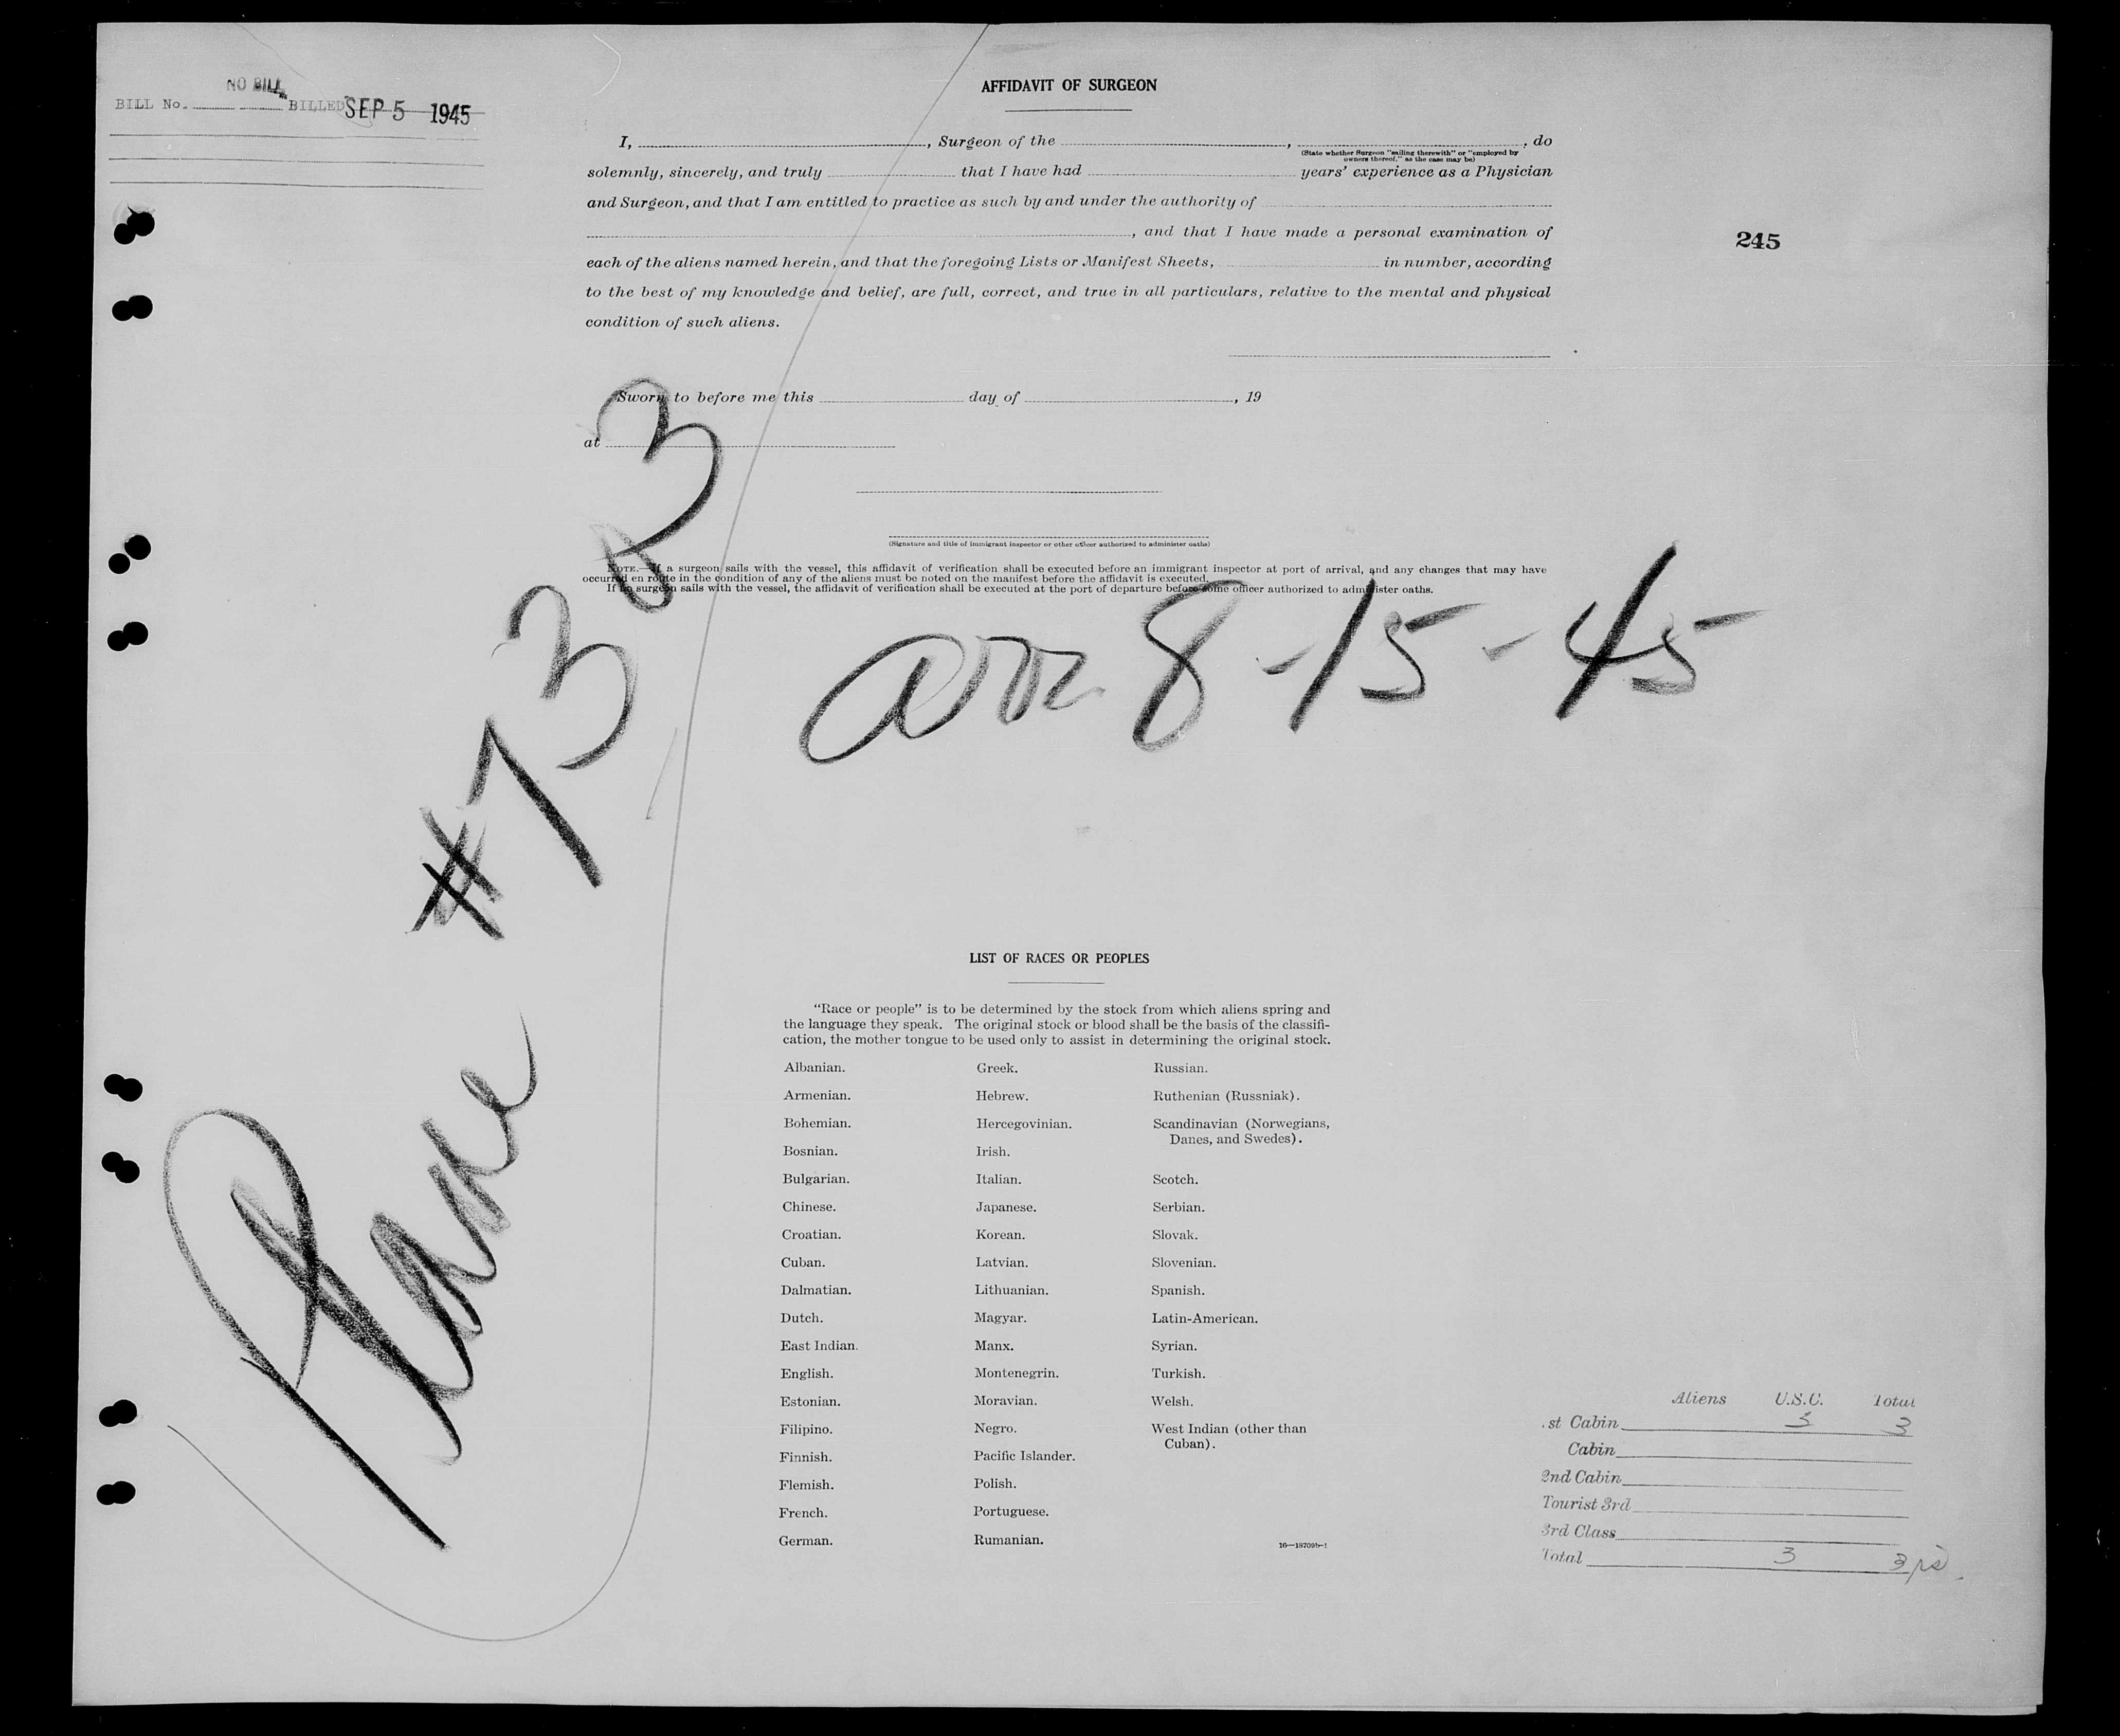 NO BILL
BILL No. BILLED SEP 5 1945
AFFIDAVIT OF SURGEON
I, , Surgeon of the , , do
(State whether Surgeon "sailing therewith" or "employed by
owners thereof," as the case may be)
solemnly, sincerely, and truly that I have had years' experience as a Physician
and Surgeon, and that I am entitled to practice as such by and under the authority of
, and that I have made a personal examination of
245
each of the aliens named herein, and that the foregoing Lists or Manifest Sheets, in number, according
to the best of my knowledge and belief, are full, correct, and true in all particulars, relative to the mental and physical
condition of such aliens.
Sworn to before me this day of , 19
at
(Signature and title of immigrant inspector or other officer authorized to administer oaths)
NOTE.—If a surgeon sails with the vessel, this affidavit of verification shall be executed before an immigrant inspector at port of arrival, and any changes that may have
occurred en route in the condition of any of the aliens must be noted on the manifest before the affidavit is executed.
If no surgeon sails with the vessel, the affidavit of verification shall be executed at the port of departure before some officer authorized to administer oaths.
Plane #7303
arr 8-15-45
LIST OF RACES OR PEOPLES
"Race or people" is to be determined by the stock from which aliens spring and
the language they speak. The original stock or blood shall be the basis of the classifi-
cation, the mother tongue to be used only to assist in determining the original stock.
Albanian.
Armenian.
Bohemian.
Bosnian.
Bulgarian.
Chinese.
Croatian.
Cuban.
Dalmatian.
Dutch.
East Indian.
English.
Estonian.
Filipino.
Finnish.
Flemish.
French.
German.
Greek.
Hebrew.
Hercegovinian.
Irish.
Italian.
Japanese.
Korean.
Latvian.
Lithuanian.
Magyar.
Manx.
Montenegrin.
Moravian.
Negro.
Pacific Islander.
Polish.
Portuguese.
Rumanian.
Russian.
Ruthenian (Russniak).
Scandinavian (Norwegians,
Danes, and Swedes).
Scotch.
Serbian.
Slovak.
Slovenian.
Spanish.
Latin-American.
Syrian.
Turkish.
Welsh.
West Indian (other than
Cuban).
Aliens U.S.C. Total
st Cabin 3 3
Cabin
2nd Cabin
Tourist 3rd
3rd Class
Total 3 3